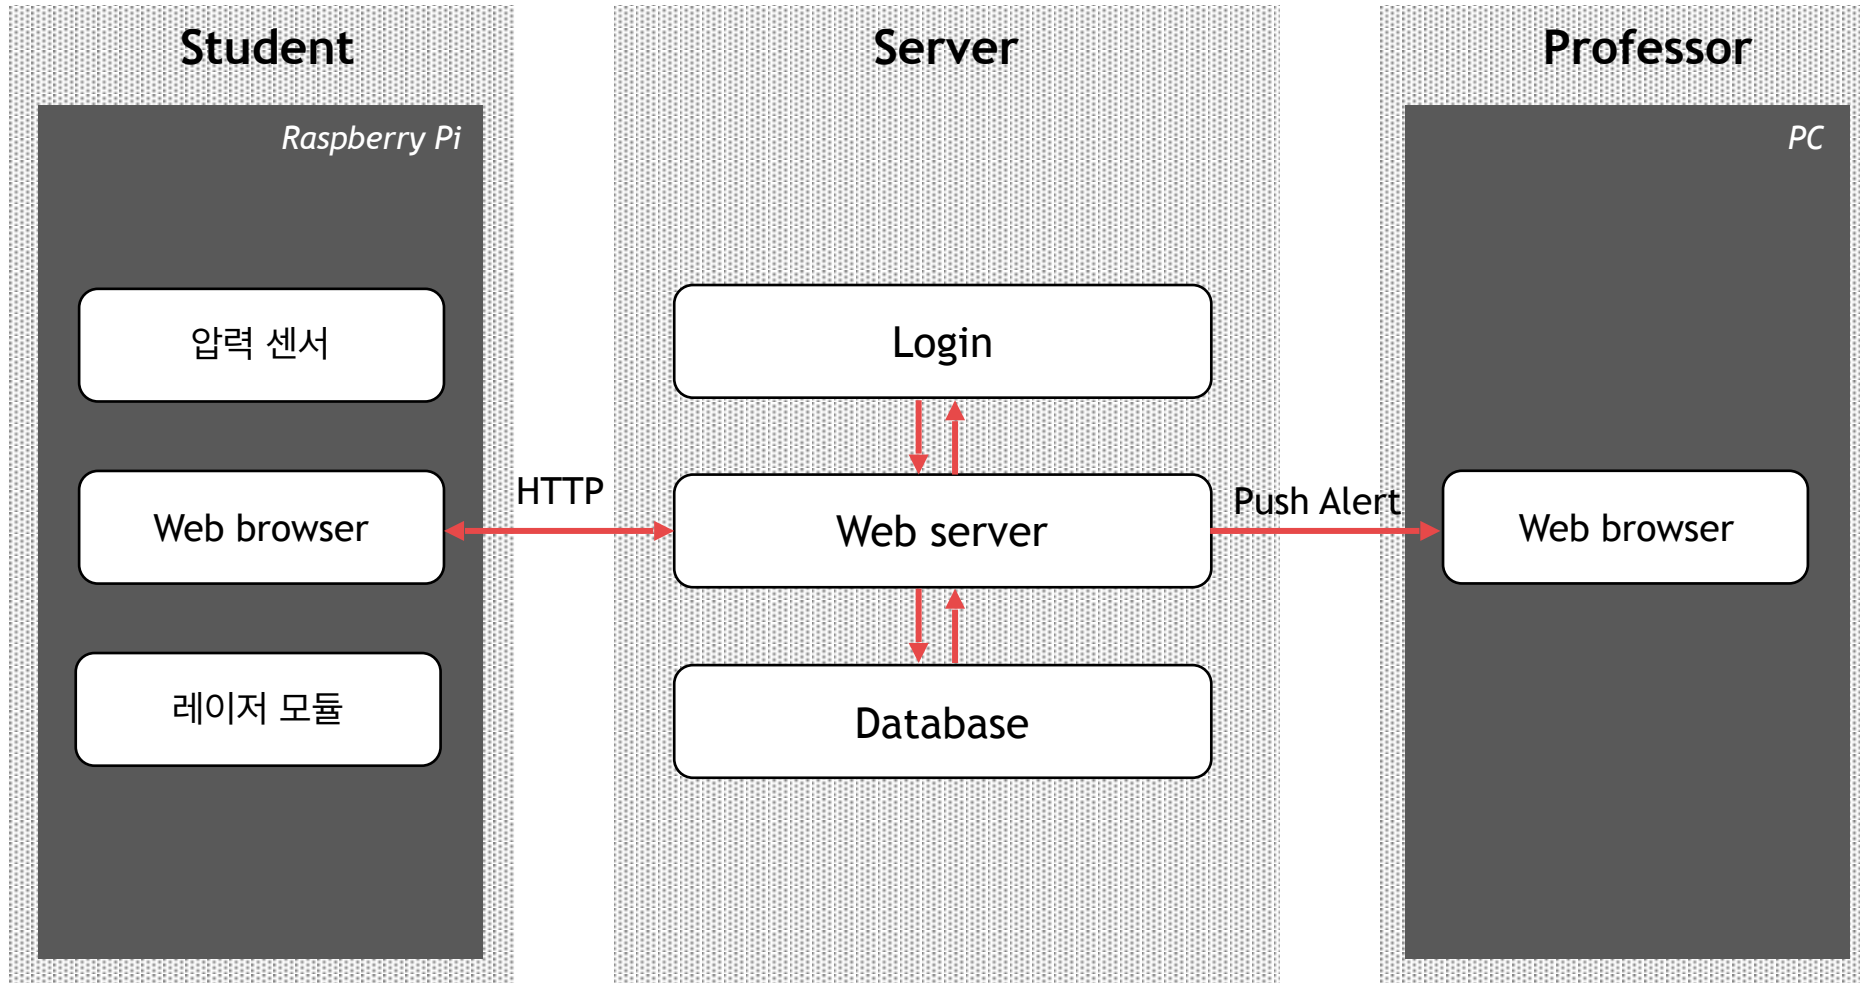 Student
Raspberry Pi
압력 센서
Web browser
레이저 모듈
HTTP
Server
Login
Web server
Database
Push Alert
Professor
PC
Web browser